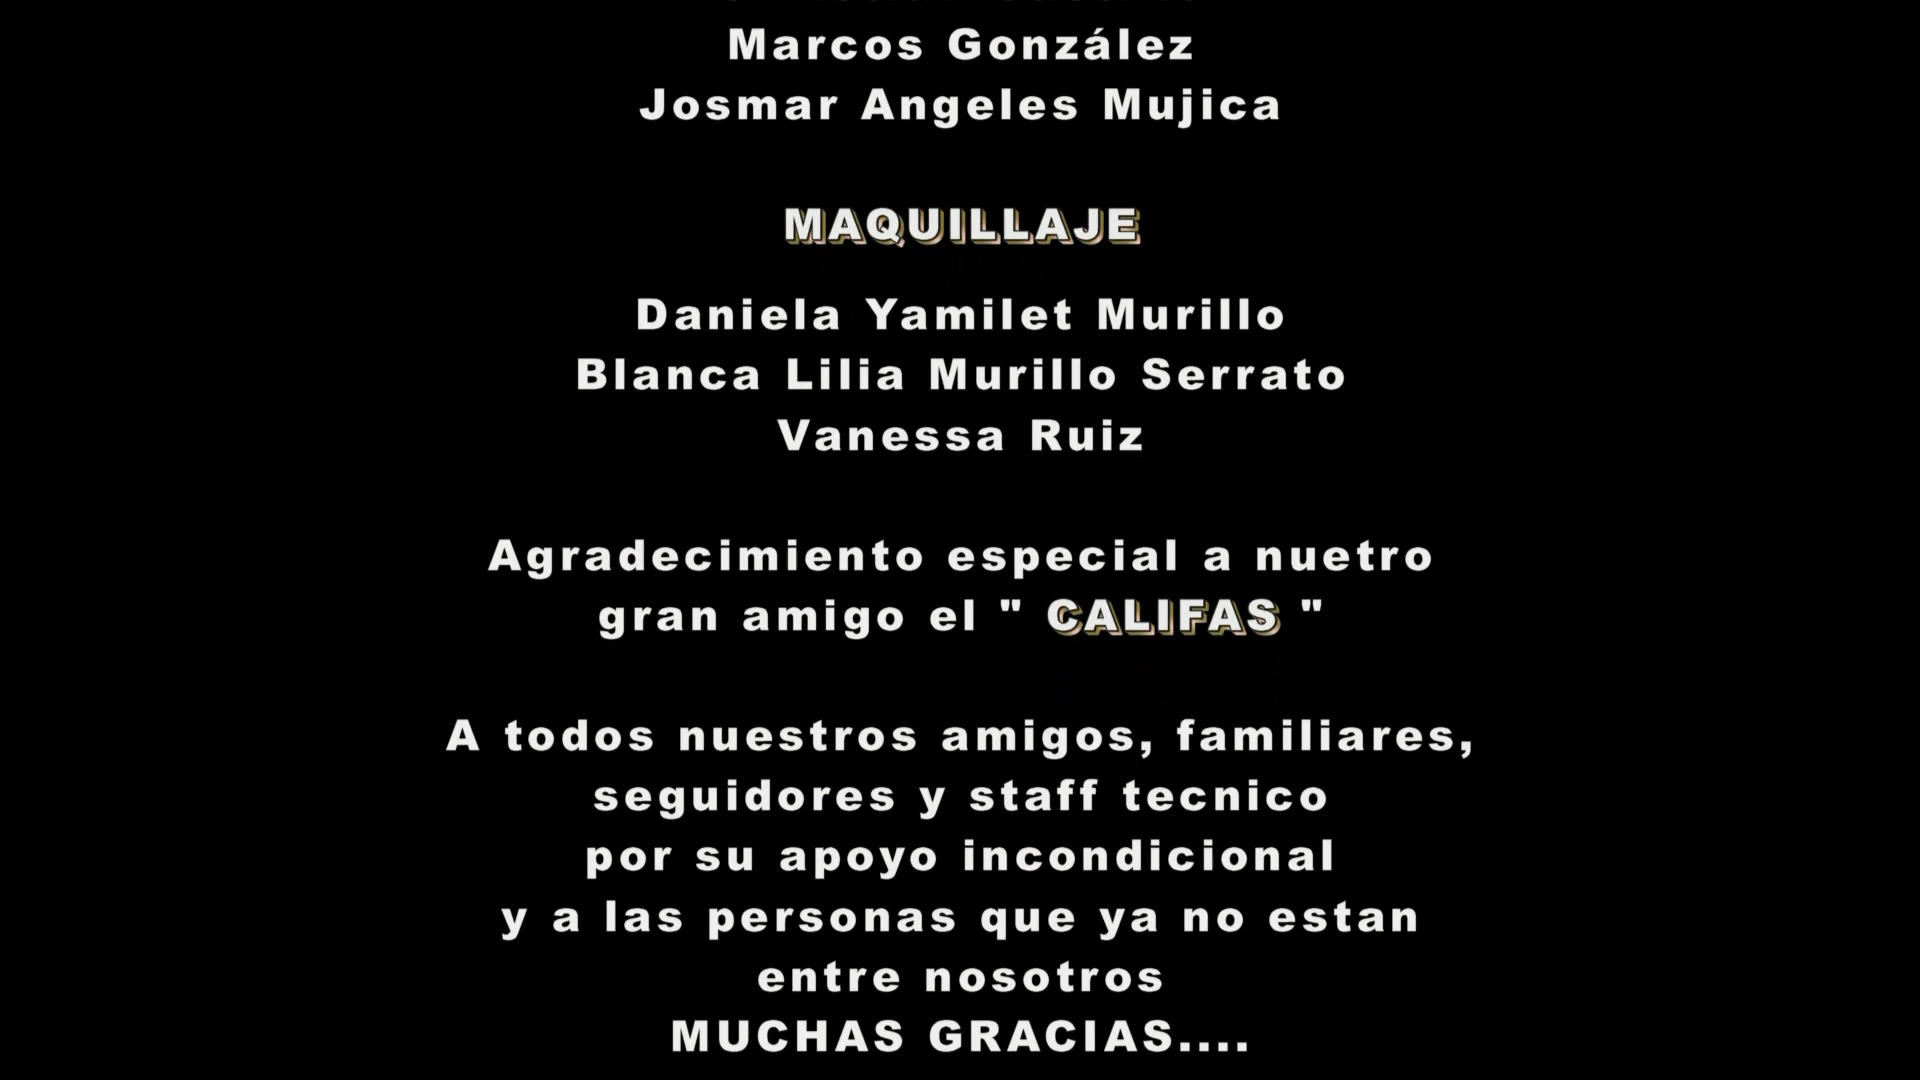 Marcos González
Josmar Angeles Mujica
MAQUILLAJE
Daniela Yamilet Murillo
Blanca Lilia Murillo Serrato
Vanessa Ruiz
Agradecimiento especial a nuetro
gran amigo el " CALIFAS "
A todos nuestros amigos, familiares,
seguidores y staff tecnico
por su apoyo incondicional
y a las personas que ya no estan
entre nosotros
MUCHAS GRACIAS....